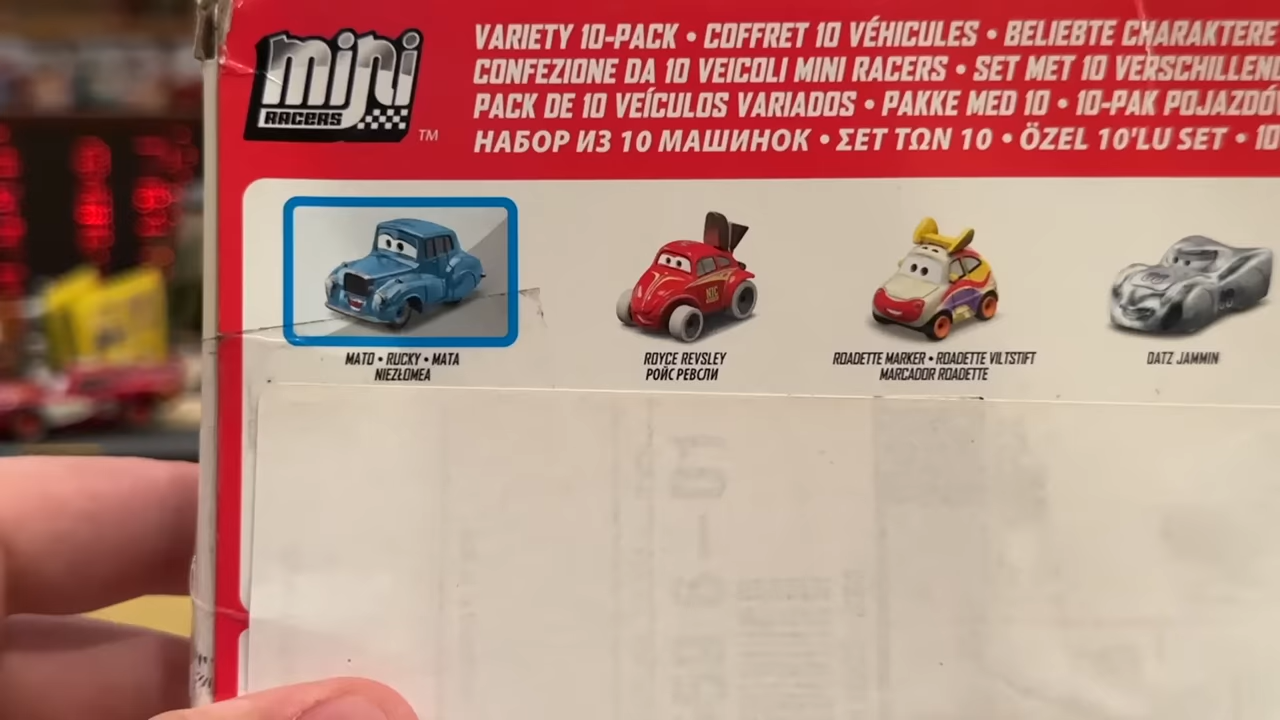 mini
RACERS
TM
VARIETY 10-PACK • COFFRET 10 VÉHICULES • BELIEBTE CHARAKTERE
CONFEZIONE DA 10 VEICOLI MINI RACERS • SET MET 10 VERSCHILLEN
PACK DE 10 VEÍCULOS VARIADOS • PAKKE MED 10 • 10-PAK POJAZDÓ
НАБОР ИЗ 10 МАШИНОК • ΣΕΤ ΤΩΝ 10 • ÖZEL 10'LU SET • 10
MATO • RUCKY • MATA
NIEZŁOMEA
ROYCE REVSLEY
РОЙС РЕВСЛИ
ROADETTE MARKER • ROADETTE VILTSTIFT
MARCADOR ROADETTE
DATZ JAMMIN